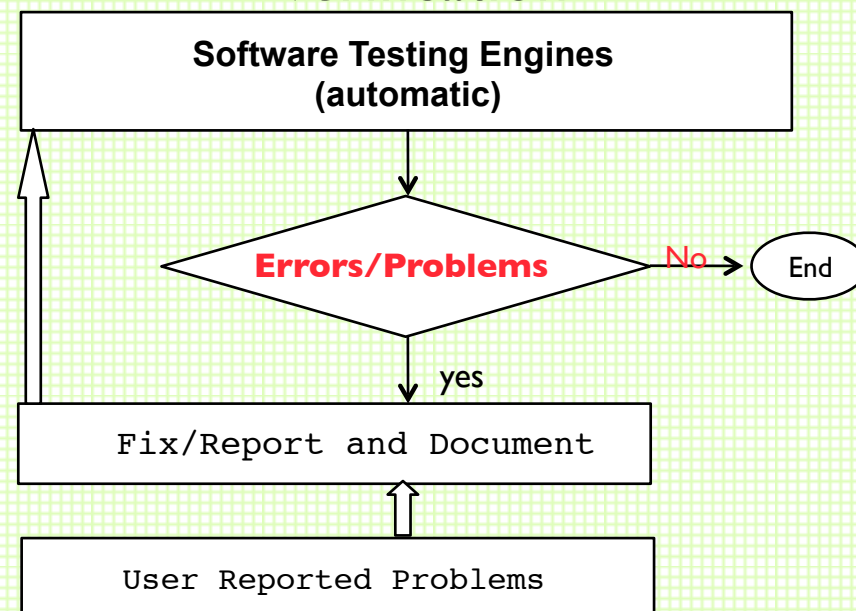 Software Testing Engines
(automatic)
Errors/Problems
No
End
yes
Fix/Report and Document
User Reported Problems